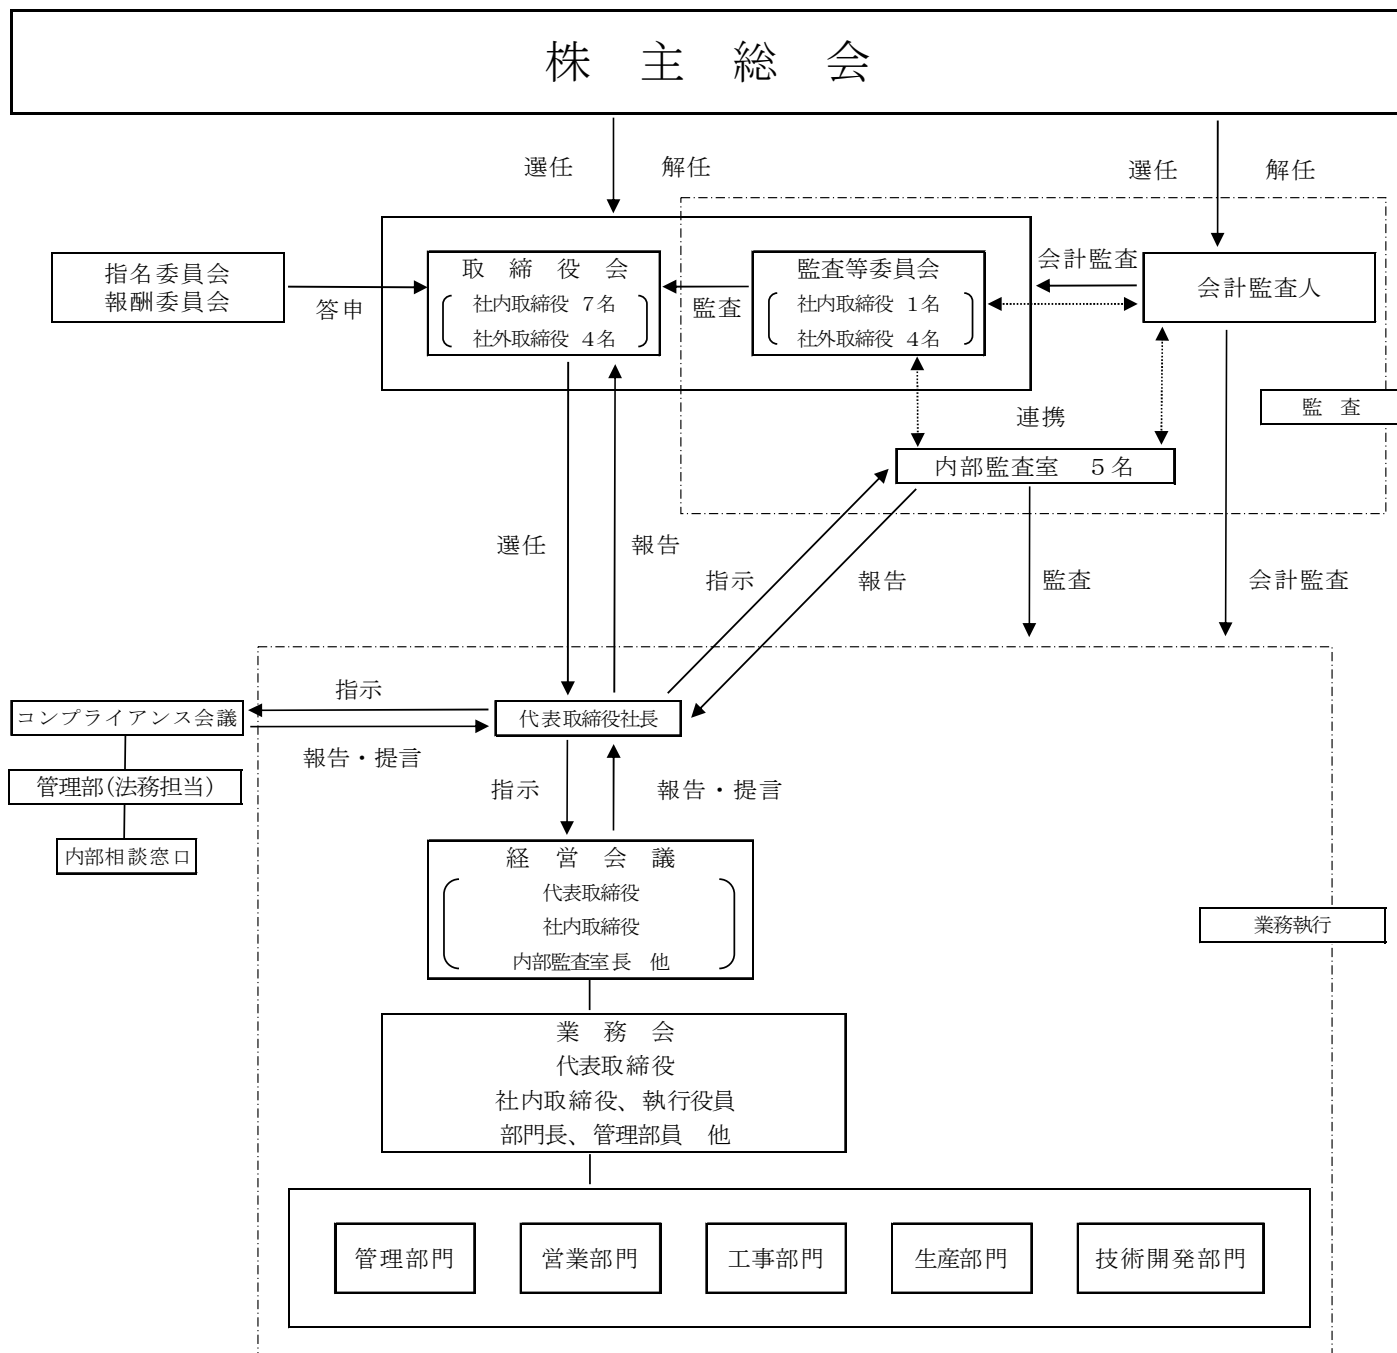 株主総会
選任 解任
選任 解任
指名委員会
報酬委員会
答申
取締役会
社内取締役 7名
社外取締役 4名
監査
監査等委員会
社内取締役 1名
社外取締役 4名
会計監査
会計監査人
監査
連携
内部監査室 5名
選任
報告
指示
報告
監査
会計監査
指示
コンプライアンス会議
代表取締役社長
報告・提言
管理部(法務担当)
指示
報告・提言
内部相談窓口
経営会議
代表取締役
社内取締役
内部監査室長 他
業務執行
業務会
代表取締役
社内取締役、執行役員
部門長、管理部員 他
管理部門
営業部門
工事部門
生産部門
技術開発部門